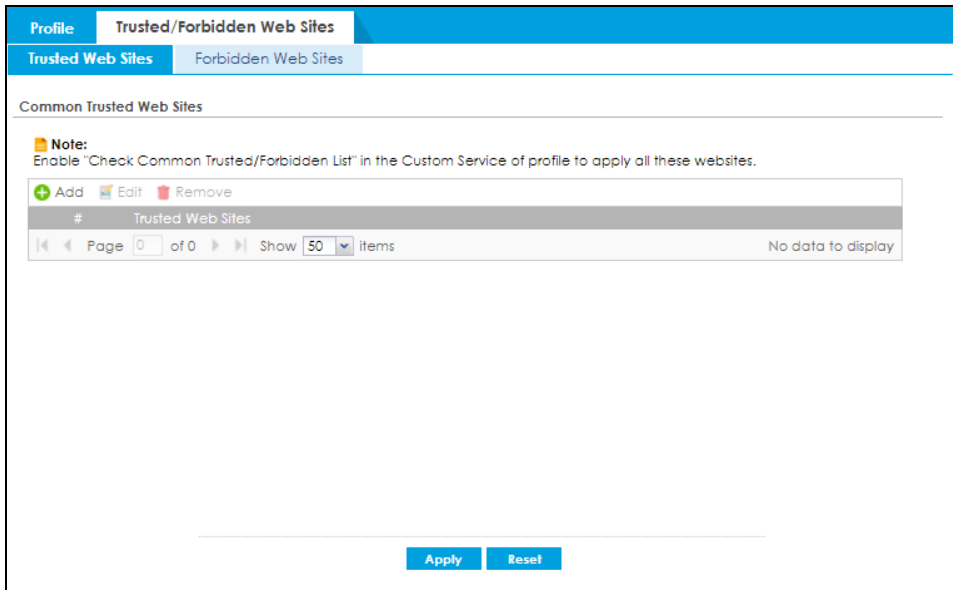 Profile Trusted/Forbidden Web Sites
Trusted Web Sites Forbidden Web Sites
Common Trusted Web Sites
Note:
Enable "Check Common Trusted/Forbidden List" in the Custom Service of profile to apply all these websites.
Add Edit Remove
# Trusted Web Sites
Page 0 of 0 Show 50 items No data to display
Apply Reset